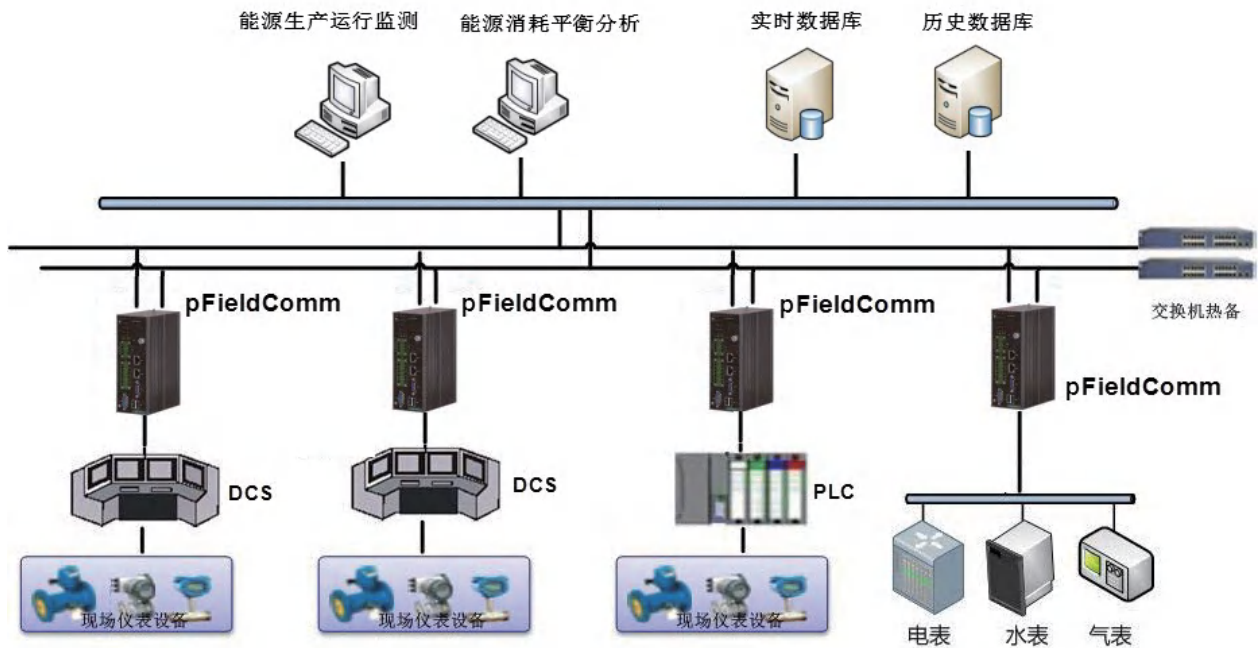 能源生产运行监测
能源消耗平衡分析
实时数据库
历史数据库
pFieldComm
pFieldComm
pFieldComm
交换机热备
pFieldComm
DCS
DCS
PLC
现场仪表设备
现场仪表设备
现场仪表设备
电表
水表
气表